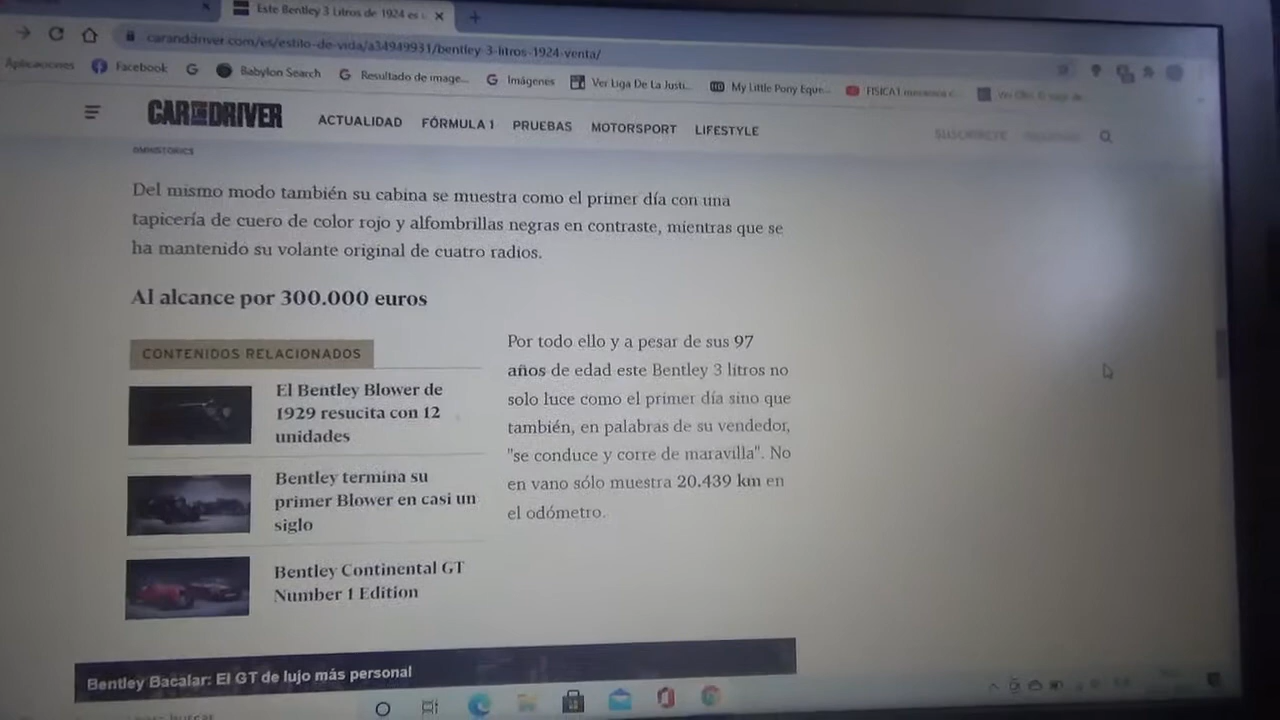 Este Bentley 3 Litros de 1924 es
caranddriver.com/es/estilo-de-vida/a34949931/bentley-3-litros-1924-venta/
Aplicaciones Facebook Babylon Search Resultado de image... Imágenes Ver Liga De La Justi... My Little Pony Eque... FISICA1
CAR AND DRIVER ACTUALIDAD FÓRMULA 1 PRUEBAS MOTORSPORT LIFESTYLE SUSCRÍBETE
Del mismo modo también su cabina se muestra como el primer día con una
tapicería de cuero de color rojo y alfombrillas negras en contraste, mientras que se
ha mantenido su volante original de cuatro radios.
Al alcance por 300.000 euros
CONTENIDOS RELACIONADOS
El Bentley Blower de
1929 resucita con 12
unidades
Bentley termina su
primer Blower en casi un
siglo
Bentley Continental GT
Number 1 Edition
Por todo ello y a pesar de sus 97
años de edad este Bentley 3 litros no
solo luce como el primer día sino que
también, en palabras de su vendedor,
"se conduce y corre de maravilla". No
en vano sólo muestra 20.439 km en
el odómetro.
Bentley Bacalar: El GT de lujo más personal